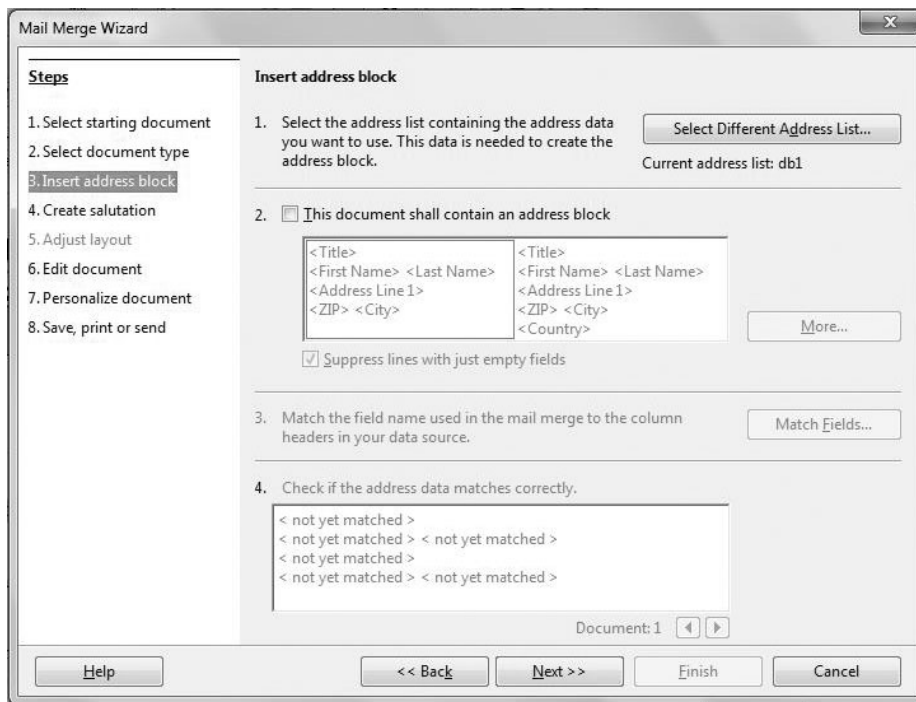 Mail Merge Wizard
Steps
1. Select starting document
2. Select document type
3. Insert address block
4. Create salutation
5. Adjust layout
6. Edit document
7. Personalize document
8. Save, print or send
Insert address block
1. Select the address list containing the address data
you want to use. This data is needed to create the
address block.
Select Different Address List...
Current address list: db1
2. This document shall contain an address block
<Title>
<First Name> <Last Name>
<Address Line 1>
<ZIP> <City>
<Title>
<First Name> <Last Name>
<Address Line 1>
<ZIP> <City>
<Country>
More...
Suppress lines with just empty fields
3. Match the field name used in the mail merge to the column
headers in your data source.
Match Fields...
4. Check if the address data matches correctly.
< not yet matched >
< not yet matched > < not yet matched >
< not yet matched >
< not yet matched > < not yet matched >
Document: 1
Help
<< Back
Next >>
Finish
Cancel